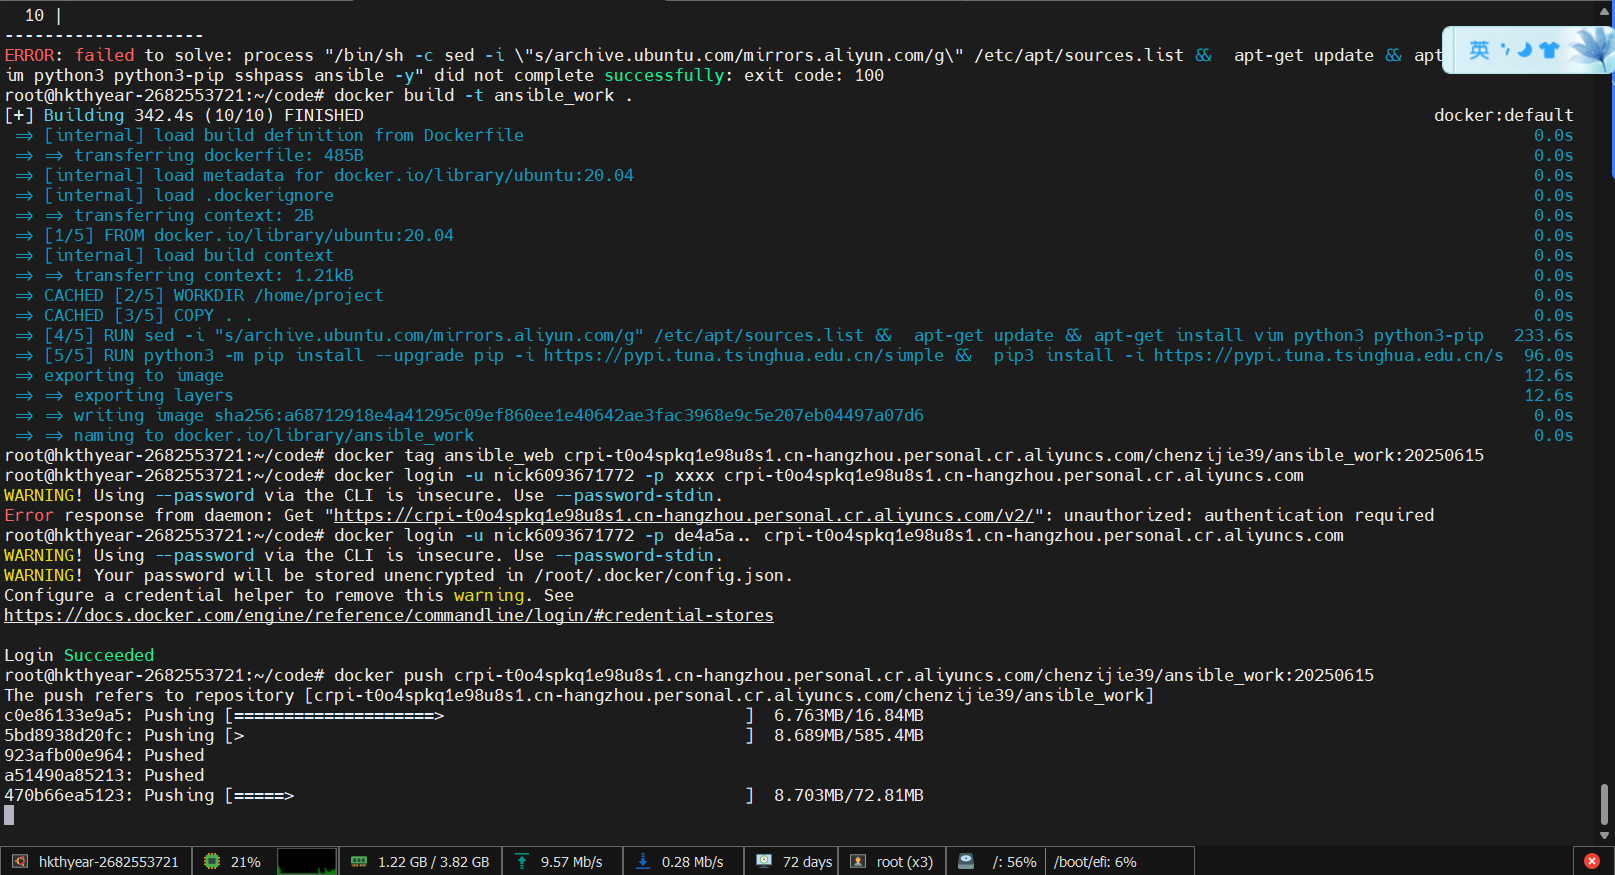 10 |
--------------------
ERROR: failed to solve: process "/bin/sh -c sed -i \"s/archive.ubuntu.com/mirrors.aliyun.com/g\" /etc/apt/sources.list &&  apt-get update && apt
im python3 python3-pip sshpass ansible -y" did not complete successfully: exit code: 100
root@hkthyear-2682553721:~/code# docker build -t ansible_work .
[+] Building 342.4s (10/10) FINISHED docker:default
=> [internal] load build definition from Dockerfile 0.0s
=> => transferring dockerfile: 485B 0.0s
=> [internal] load metadata for docker.io/library/ubuntu:20.04 0.0s
=> [internal] load .dockerignore 0.0s
=> => transferring context: 2B 0.0s
=> [1/5] FROM docker.io/library/ubuntu:20.04 0.0s
=> [internal] load build context 0.0s
=> => transferring context: 1.21kB 0.0s
=> CACHED [2/5] WORKDIR /home/project 0.0s
=> CACHED [3/5] COPY . . 0.0s
=> [4/5] RUN sed -i "s/archive.ubuntu.com/mirrors.aliyun.com/g" /etc/apt/sources.list &&  apt-get update && apt-get install vim python3 python3-pip 233.6s
=> [5/5] RUN python3 -m pip install --upgrade pip -i https://pypi.tuna.tsinghua.edu.cn/simple &&  pip3 install -i https://pypi.tuna.tsinghua.edu.cn/s 96.0s
=> exporting to image 12.6s
=> => exporting layers 12.6s
=> => writing image sha256:a68712918e4a41295c09ef860ee1e40642ae3fac3968e9c5e207eb04497a07d6 0.0s
=> => naming to docker.io/library/ansible_work 0.0s
root@hkthyear-2682553721:~/code# docker tag ansible_web crpi-t0o4spkq1e98u8s1.cn-hangzhou.personal.cr.aliyuncs.com/chenzijie39/ansible_work:20250615
root@hkthyear-2682553721:~/code# docker login -u nick6093671772 -p xxxx crpi-t0o4spkq1e98u8s1.cn-hangzhou.personal.cr.aliyuncs.com
WARNING! Using --password via the CLI is insecure. Use --password-stdin.
Error response from daemon: Get "https://crpi-t0o4spkq1e98u8s1.cn-hangzhou.personal.cr.aliyuncs.com/v2/": unauthorized: authentication required
root@hkthyear-2682553721:~/code# docker login -u nick6093671772 -p de4a5a.. crpi-t0o4spkq1e98u8s1.cn-hangzhou.personal.cr.aliyuncs.com
WARNING! Using --password via the CLI is insecure. Use --password-stdin.
WARNING! Your password will be stored unencrypted in /root/.docker/config.json.
Configure a credential helper to remove this warning. See
https://docs.docker.com/engine/reference/commandline/login/#credential-stores
Login Succeeded
root@hkthyear-2682553721:~/code# docker push crpi-t0o4spkq1e98u8s1.cn-hangzhou.personal.cr.aliyuncs.com/chenzijie39/ansible_work:20250615
The push refers to repository [crpi-t0o4spkq1e98u8s1.cn-hangzhou.personal.cr.aliyuncs.com/chenzijie39/ansible_work]
c0e86133e9a5: Pushing [====================>                              ]  6.763MB/16.84MB
5bd8938d20fc: Pushing [>                                                  ]  8.689MB/585.4MB
923afb00e964: Pushed
a51490a85213: Pushed
470b66ea5123: Pushing [=====>                                             ]  8.703MB/72.81MB
英
hkthyear-2682553721 21% 1.22 GB / 3.82 GB 9.57 Mb/s 0.28 Mb/s 72 days root (x3) /: 56% /boot/efi: 6%